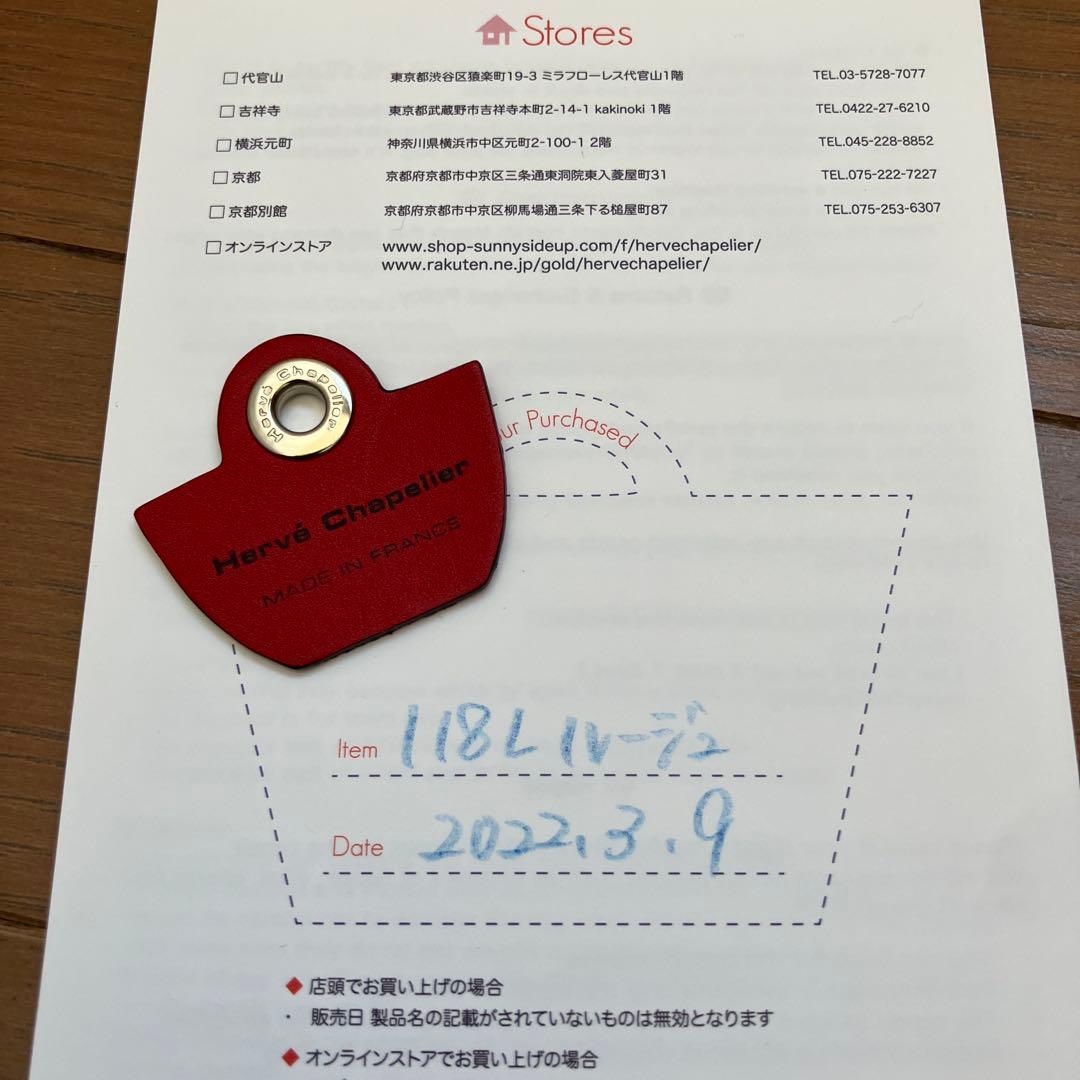 Stores
代官山 東京都渋谷区猿楽町19-3 ミラフローレス代官山1階 TEL.03-5728-7077
吉祥寺 東京都武蔵野市吉祥寺本町2-14-1 kakinoki 1階 TEL.0422-27-6210
横浜元町 神奈川県横浜市中区元町2-100-1 2階 TEL.045-228-8852
京都 京都府京都市中京区三条通東洞院東入菱屋町31 TEL.075-222-7227
京都別館 京都府京都市中京区柳馬場通三条下る槌屋町87 TEL.075-253-6307
オンラインストア www.shop-sunnysideup.com/f/hervechapelier/
www.rakuten.ne.jp/gold/hervechapelier/
Hervé Chapelier
Purchased
Hervé Chapelier
MADE IN FRANCE
Item 118L ルージュ
Date 2022.3.9
◆ 店頭でお買い上げの場合
・ 販売日 製品名の記載がされていないものは無効となります
◆ オンラインストアでお買い上げの場合